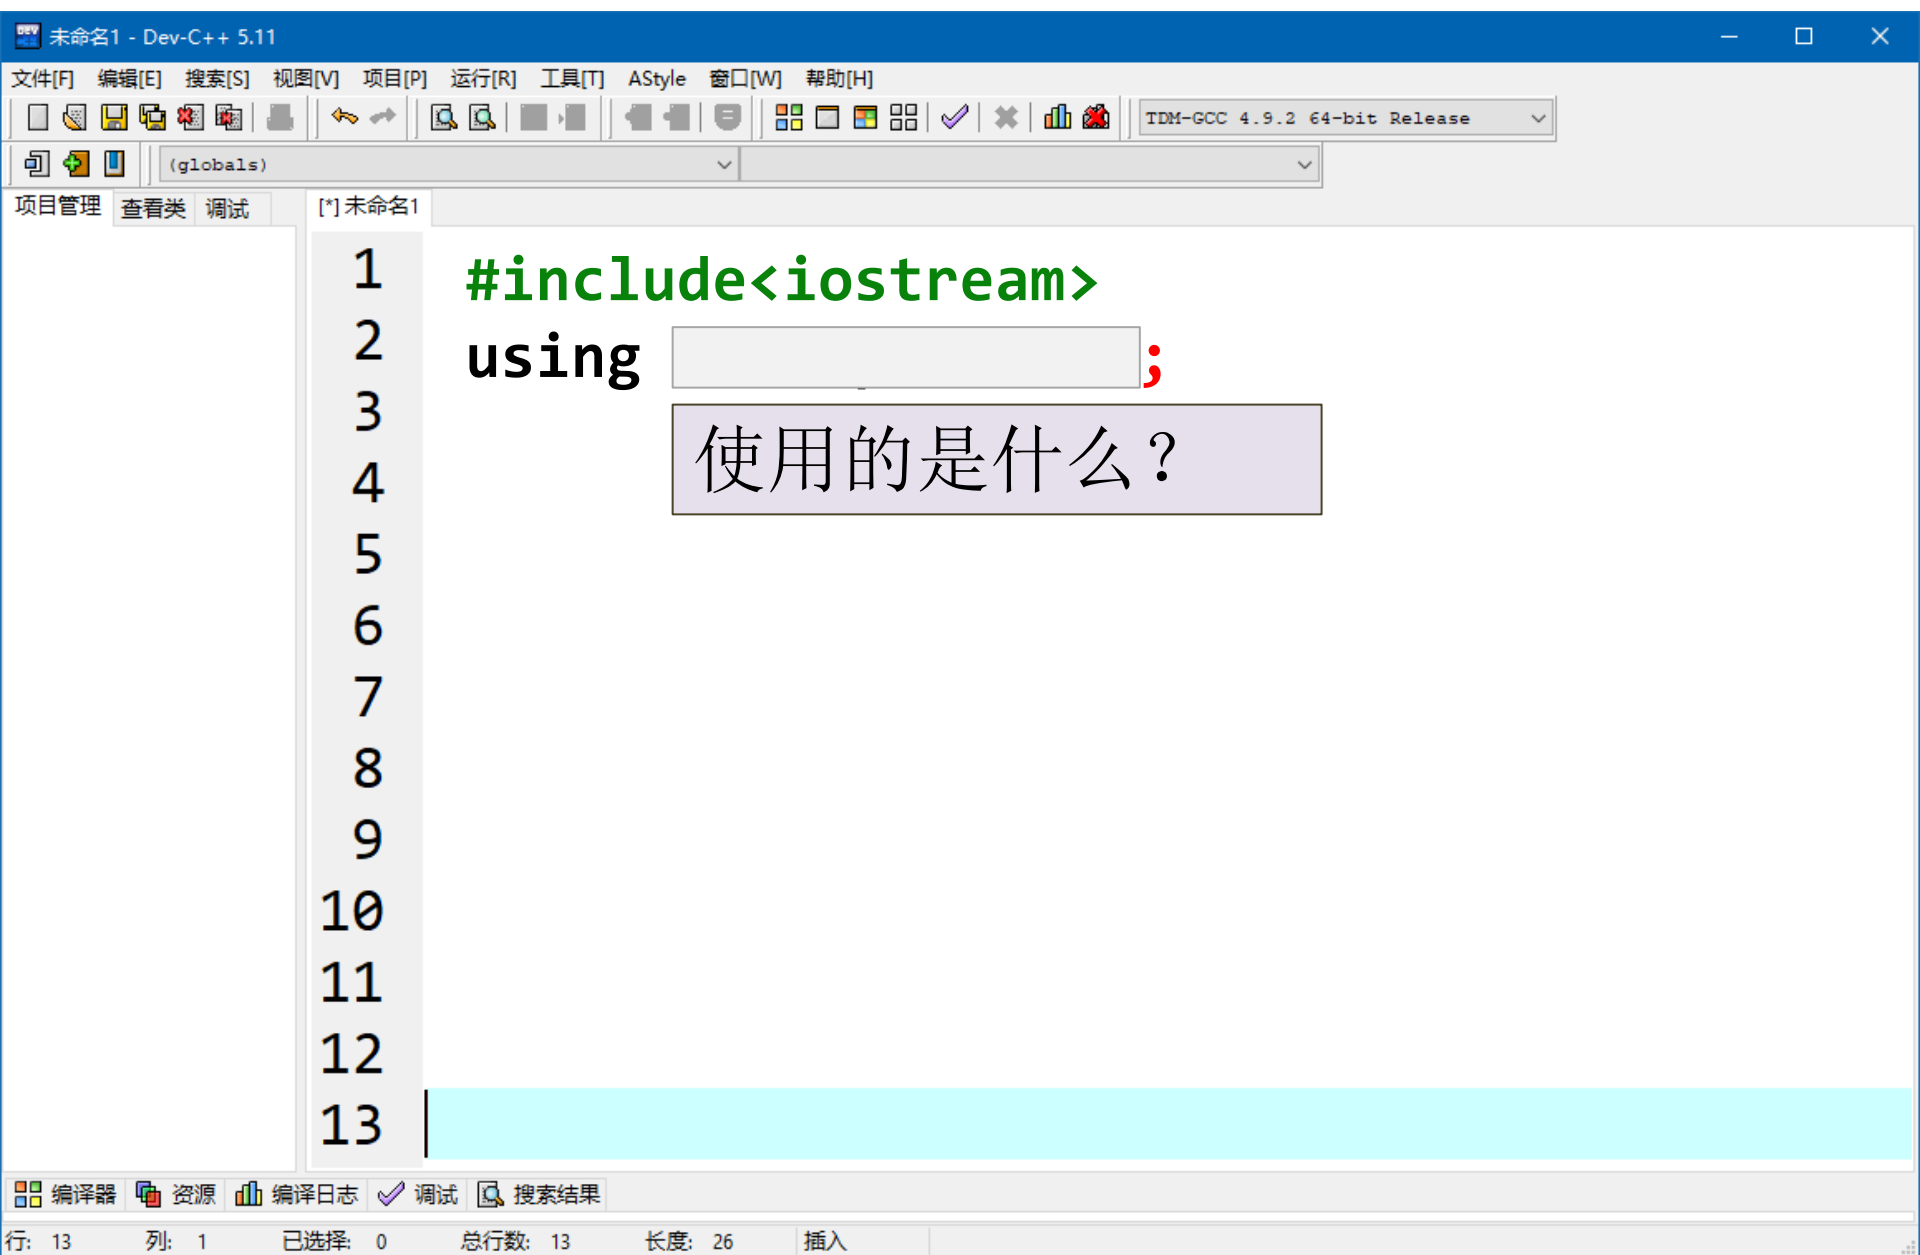 未命名1 - Dev-C++ 5.11
文件[F] 编辑[E] 搜索[S] 视图[V] 项目[P] 运行[R] 工具[T] AStyle 窗口[W] 帮助[H]
TDM-GCC 4.9.2 64-bit Release
(globals)
项目管理 查看类 调试 [*] 未命名1
1 #include<iostream>
2 using ;
3
使用的是什么？
4
5
6
7
8
9
10
11
12
13
编译器 资源 编译日志 调试 搜索结果
行: 13 列: 1 已选择: 0 总行数: 13 长度: 26 插入